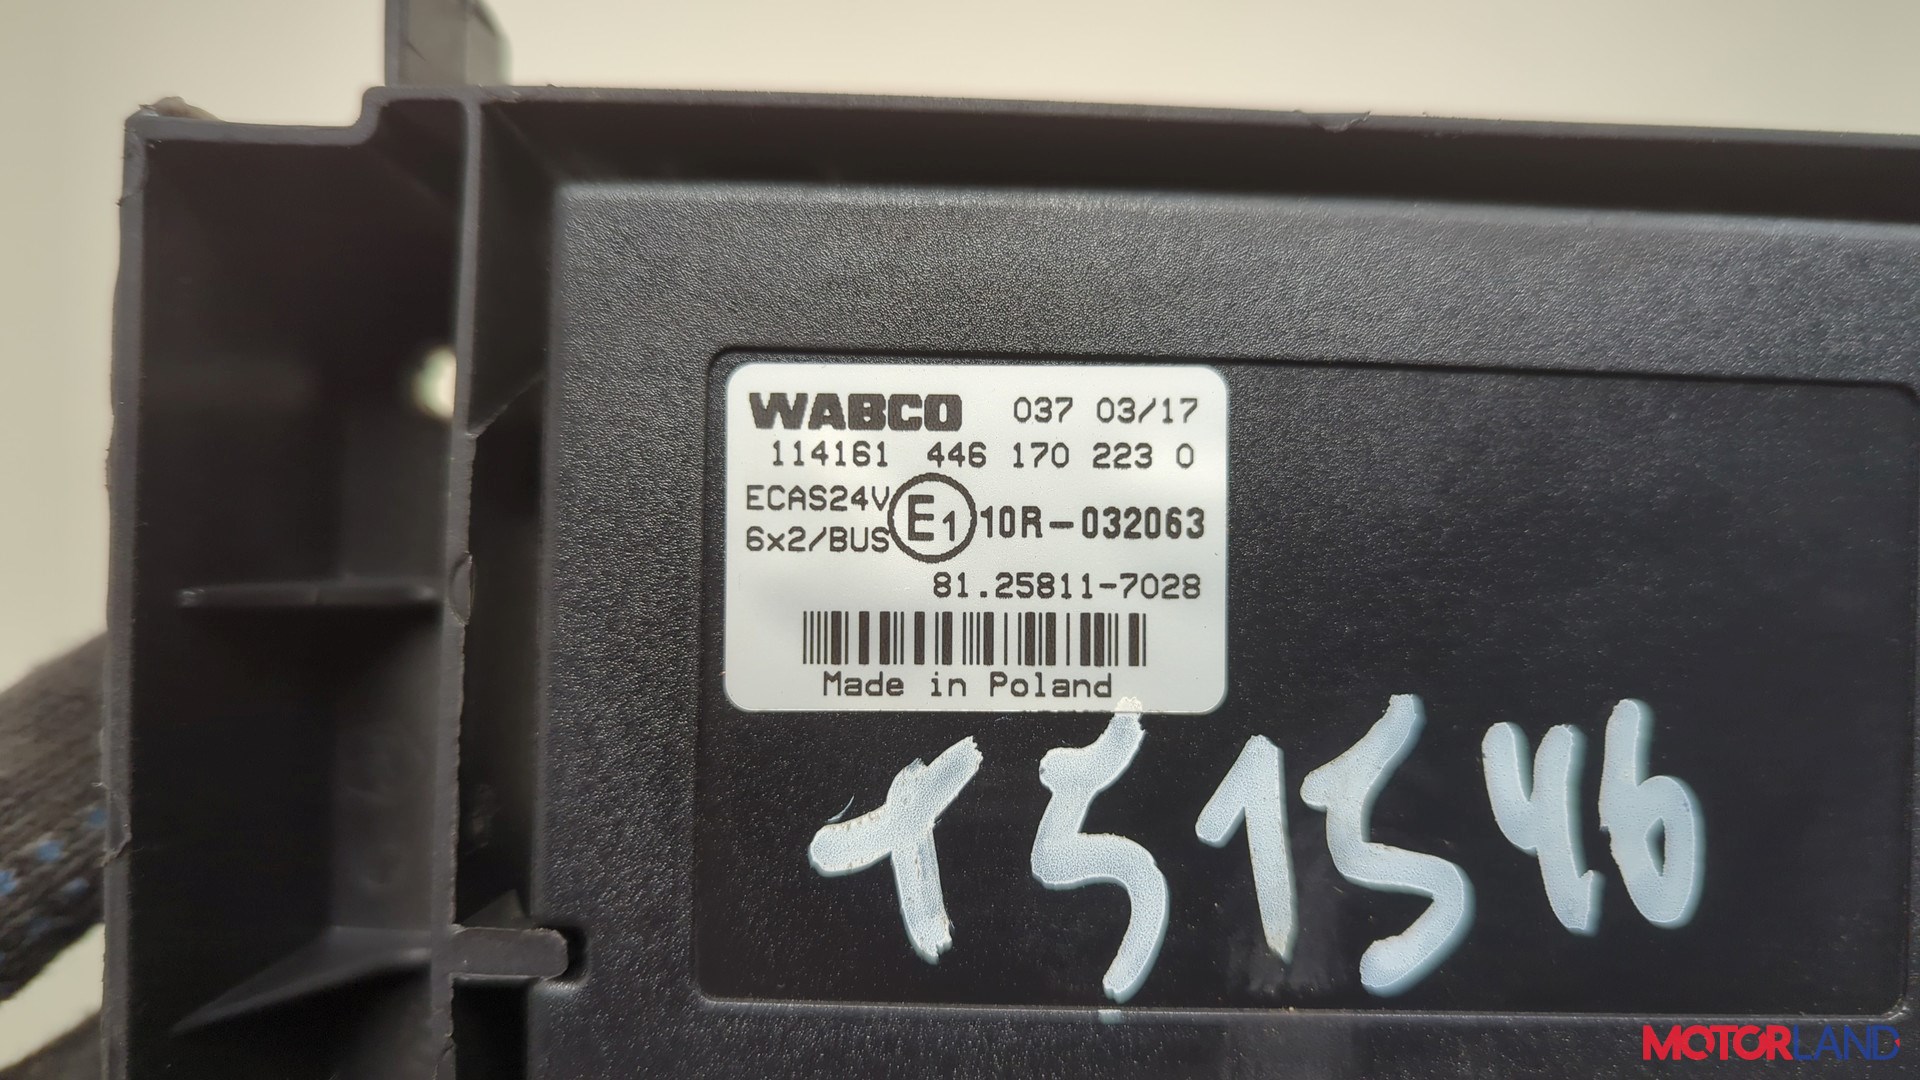 WABCO 037 03/17
114161 446 170 223 0
ECAS24V
6x2/BUS
E1 10R-032063
81.25811-7028
Made in Poland
T51546
MOTORLAND